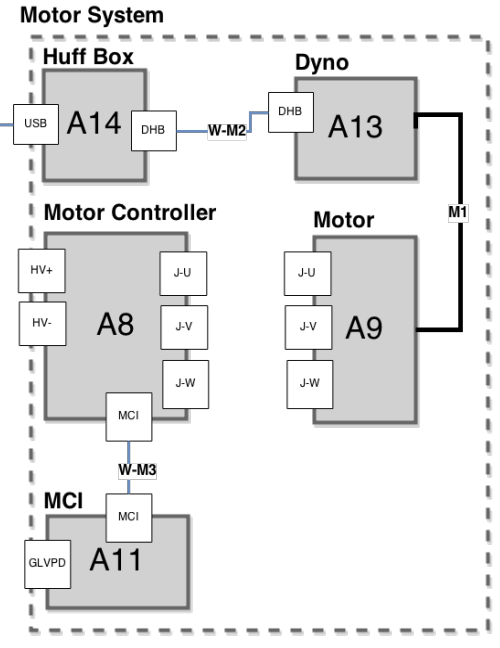 Motor System
Huff Box
Dyno
USB
A14
DHB
W-M2
DHB
A13
M1
Motor Controller
Motor
HV+
HV-
A8
J-U
J-V
J-W
MCI
J-U
J-V
J-W
A9
W-M3
MCI
MCI
GLVPD
A11